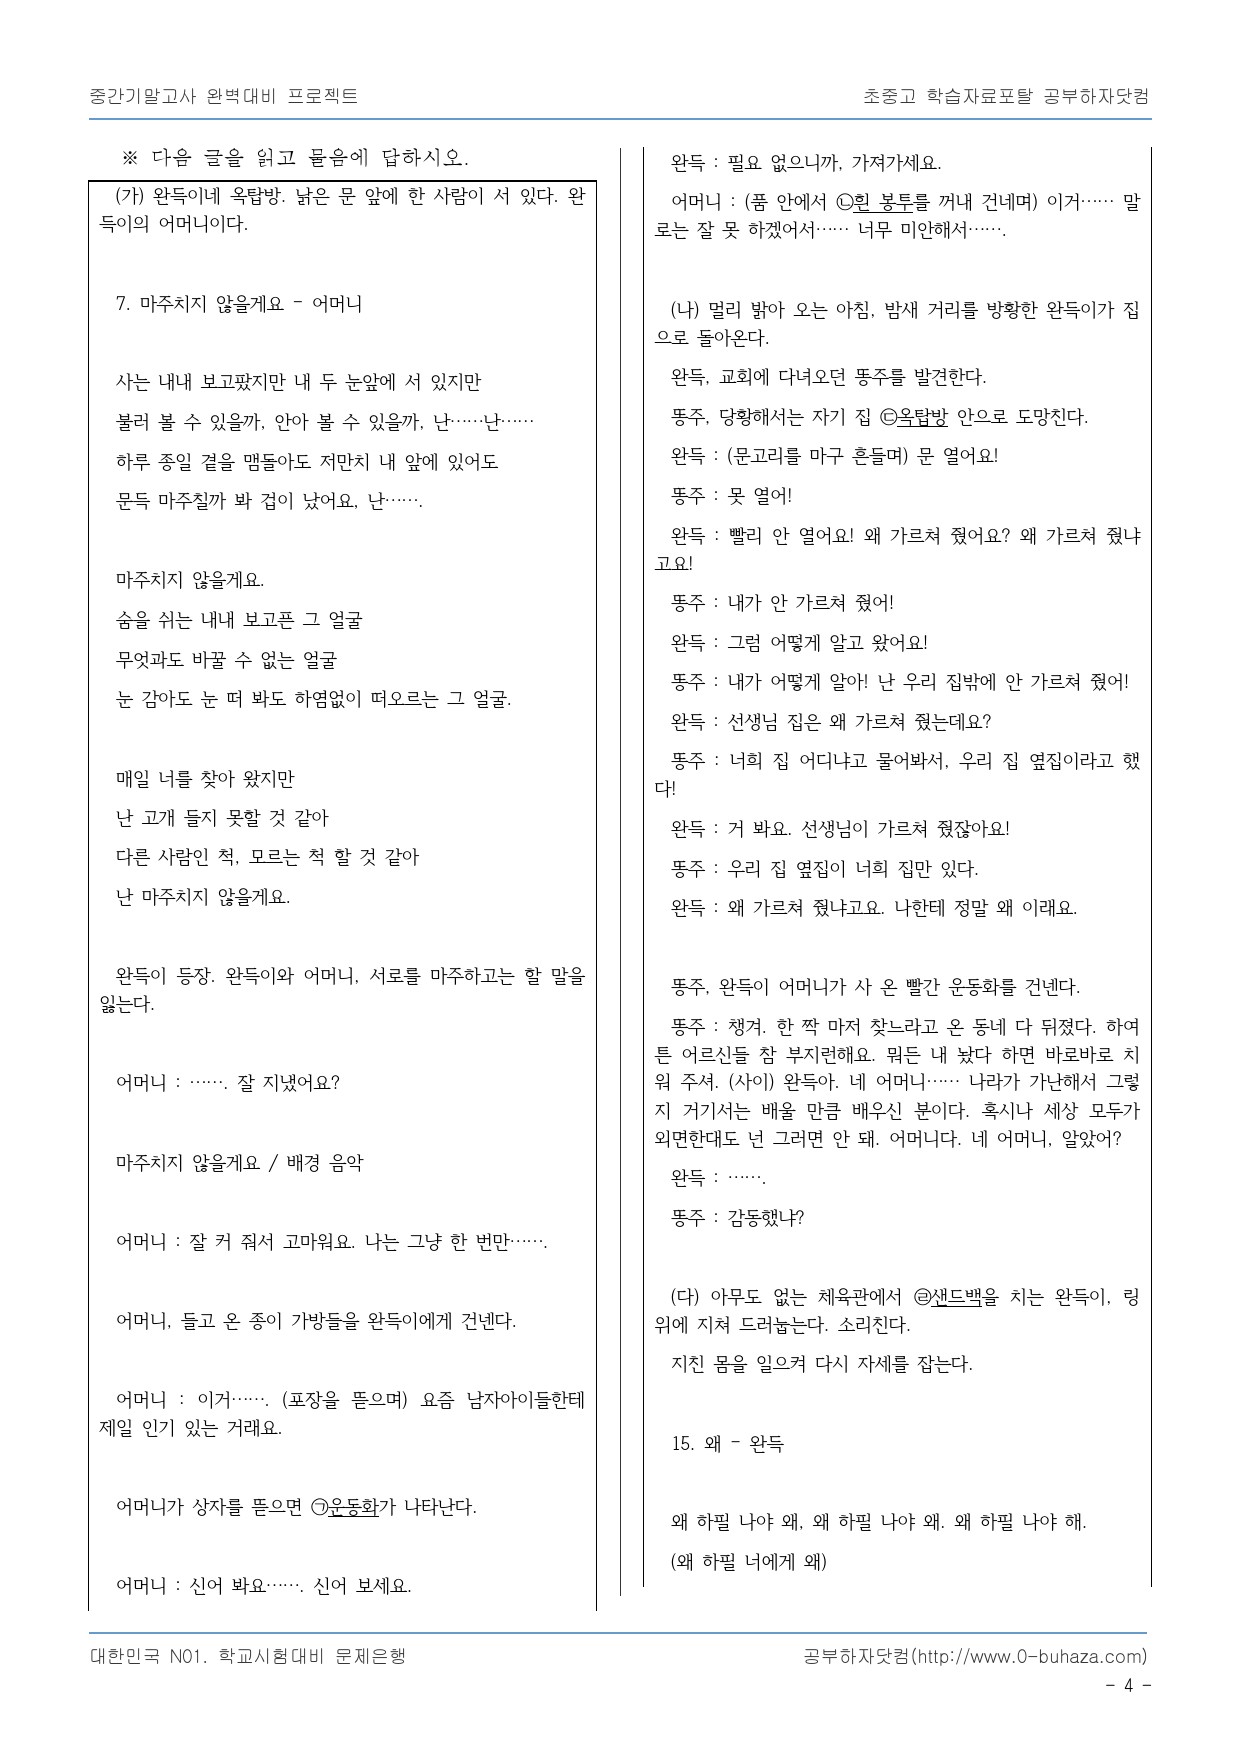 중간기말고사 완벽대비 프로젝트
초중고 학습자료포탈 공부하자닷컴
※ 다음 글을 읽고 물음에 답하시오.
(가) 완득이네 옥탑방. 낡은 문 앞에 한 사람이 서 있다. 완
득이의 어머니이다.
7. 마주치지 않을게요 - 어머니
사는 내내 보고팠지만 내 두 눈앞에 서 있지만
불러 볼 수 있을까, 안아 볼 수 있을까, 난……난……
하루 종일 곁을 맴돌아도 저만치 내 앞에 있어도
문득 마주칠까 봐 겁이 났어요, 난…….
마주치지 않을게요.
숨을 쉬는 내내 보고픈 그 얼굴
무엇과도 바꿀 수 없는 얼굴
눈 감아도 눈 떠 봐도 하염없이 떠오르는 그 얼굴.
매일 너를 찾아 왔지만
난 고개 들지 못할 것 같아
다른 사람인 척, 모르는 척 할 것 같아
난 마주치지 않을게요.
완득이 등장. 완득이와 어머니, 서로를 마주하고는 할 말을
잃는다.
어머니 : ……. 잘 지냈어요?
마주치지 않을게요 / 배경 음악
어머니 : 잘 커 줘서 고마워요. 나는 그냥 한 번만…….
어머니, 들고 온 종이 가방들을 완득이에게 건넨다.
어머니 : 이거……. (포장을 뜯으며) 요즘 남자아이들한테
제일 인기 있는 거래요.
어머니가 상자를 뜯으면 ㉠운동화가 나타난다.
어머니 : 신어 봐요……. 신어 보세요.
완득 : 필요 없으니까, 가져가세요.
어머니 : (품 안에서 ㉡흰 봉투를 꺼내 건네며) 이거…… 말
로는 잘 못 하겠어서…… 너무 미안해서…….
(나) 멀리 밝아 오는 아침, 밤새 거리를 방황한 완득이가 집
으로 돌아온다.
완득, 교회에 다녀오던 똥주를 발견한다.
똥주, 당황해서는 자기 집 ㉢옥탑방 안으로 도망친다.
완득 : (문고리를 마구 흔들며) 문 열어요!
똥주 : 못 열어!
완득 : 빨리 안 열어요! 왜 가르쳐 줬어요? 왜 가르쳐 줬냐
고요!
똥주 : 내가 안 가르쳐 줬어!
완득 : 그럼 어떻게 알고 왔어요!
똥주 : 내가 어떻게 알아! 난 우리 집밖에 안 가르쳐 줬어!
완득 : 선생님 집은 왜 가르쳐 줬는데요?
똥주 : 너희 집 어디냐고 물어봐서, 우리 집 옆집이라고 했
다!
완득 : 거 봐요. 선생님이 가르쳐 줬잖아요!
똥주 : 우리 집 옆집이 너희 집만 있다.
완득 : 왜 가르쳐 줬냐고요. 나한테 정말 왜 이래요.
똥주, 완득이 어머니가 사 온 빨간 운동화를 건넨다.
똥주 : 챙겨. 한 짝 마저 찾느라고 온 동네 다 뒤졌다. 하여
튼 어르신들 참 부지런해요. 뭐든 내 놨다 하면 바로바로 치
워 주셔. (사이) 완득아. 네 어머니…… 나라가 가난해서 그렇
지 거기서는 배울 만큼 배우신 분이다. 혹시나 세상 모두가
외면한대도 넌 그러면 안 돼. 어머니다. 네 어머니, 알았어?
완득 : …….
똥주 : 감동했냐?
(다) 아무도 없는 체육관에서 ㉣샌드백을 치는 완득이, 링
위에 지쳐 드러눕는다. 소리친다.
지친 몸을 일으켜 다시 자세를 잡는다.
15. 왜 - 완득
왜 하필 나야 왜, 왜 하필 나야 왜. 왜 하필 나야 해.
(왜 하필 너에게 왜)
대한민국 N01. 학교시험대비 문제은행
공부하자닷컴(http://www.0-buhaza.com)
- 4 -